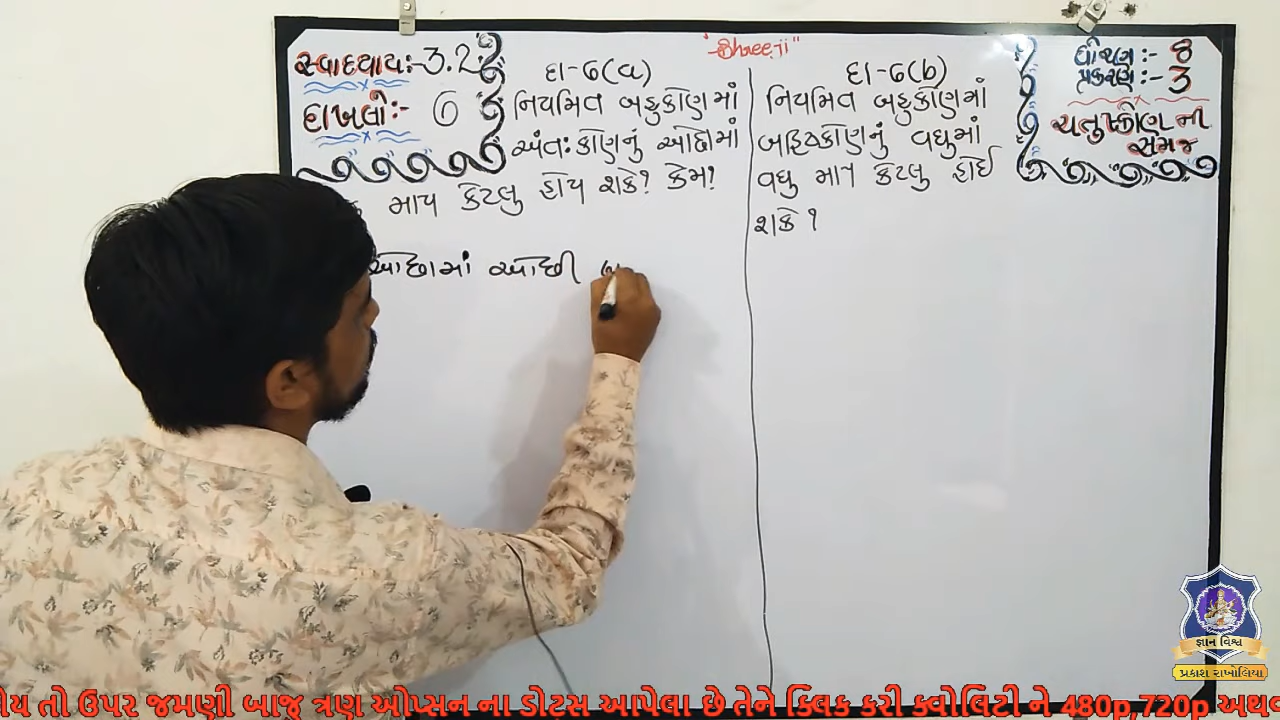 "Shreeji"
સ્વાધ્યાય:-3.2
દાખલો:- 6
ધોરણ:- 8
પ્રકરણ:- 3
ચતુષ્કોણ ની
સમજ
દા-6(a)
નિયમિત બહુકોણમાં
અંતઃકોણનું ઓછામાં
માપ કેટલુ હોય શકે? કેમ?
ઓછામાં ઓછી
દા-6(b)
નિયમિત બહુકોણમાં
બાહ્યકોણનું વધુમાં
વધુ માપ કેટલુ હોઈ
શકે?
જ્ઞાન વિશ્વ
પ્રકાશ રાખોલિયા
તો ઉપર જમણી બાજુ ત્રણ ઓપ્સન ના ડોટ્સ આપેલા છે તેને ક્લિક કરી ક્વોલિટી ને 480p,720p